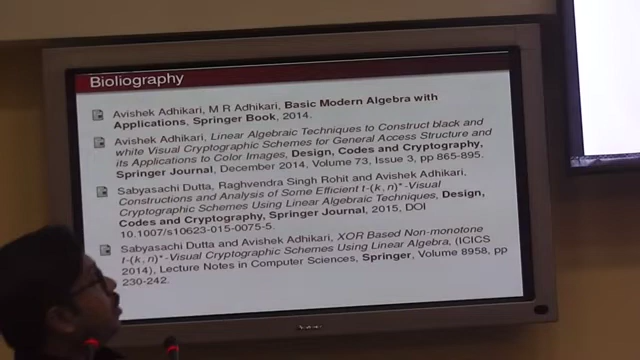 Bioliography
Avishek Adhikari, M R Adhikari, Basic Modern Algebra with
Applications, Springer Book, 2014.
Avishek Adhikari, Linear Algebraic Techniques to Construct black and
white Visual Cryptographic Schemes for General Access Structure and
its Applications to Color Images, Design, Codes and Cryptography,
Springer Journal, December 2014, Volume 73, Issue 3, pp 865-895.
Sabyasachi Dutta, Raghvendra Singh Rohit and Avishek Adhikari,
Constructions and Analysis of Some Efficient t-(k, n)*-Visual
Cryptographic Schemes Using Linear Algebraic Techniques, Design,
Codes and Cryptography, Springer Journal, 2015, DOI
10.1007/s10623-015-0075-5.
Sabyasachi Dutta and Avishek Adhikari, XOR Based Non-monotone
t-(k, n)*-Visual Cryptographic Schemes Using Linear Algebra, (ICICS
2014), Lecture Notes in Computer Sciences, Springer, Volume 8958, pp
230-242.